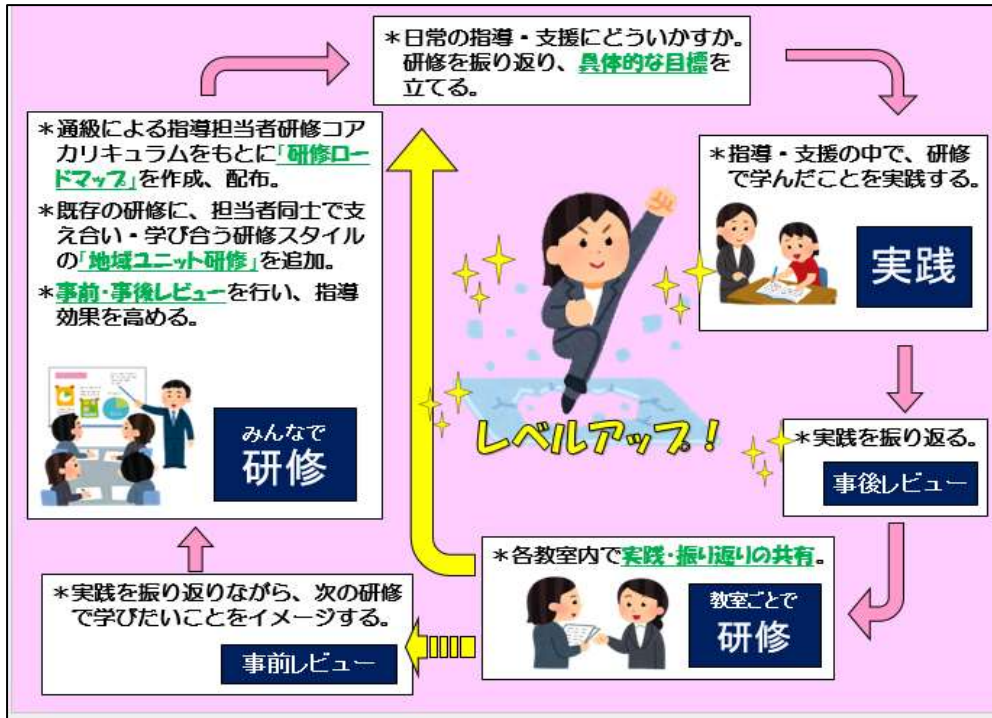 ＊日常の指導・支援にどういかすか。
研修を振り返り、具体的な目標を
立てる。
＊通級による指導担当者研修コア
カリキュラムをもとに「研修ロー
ドマップ」を作成、配布。
＊既存の研修に、担当者同士で支
え合い・学び合う研修スタイル
の「地域ユニット研修」を追加。
＊事前・事後レビューを行い、指導
効果を高める。
みんなで
研修
＊指導・支援の中で、研修
で学んだことを実践する。
実践
レベルアップ！
＊実践を振り返る。
事後レビュー
＊各教室内で実践・振り返りの共有。
教室ごとで
研修
＊実践を振り返りながら、次の研修
で学びたいことをイメージする。
事前レビュー